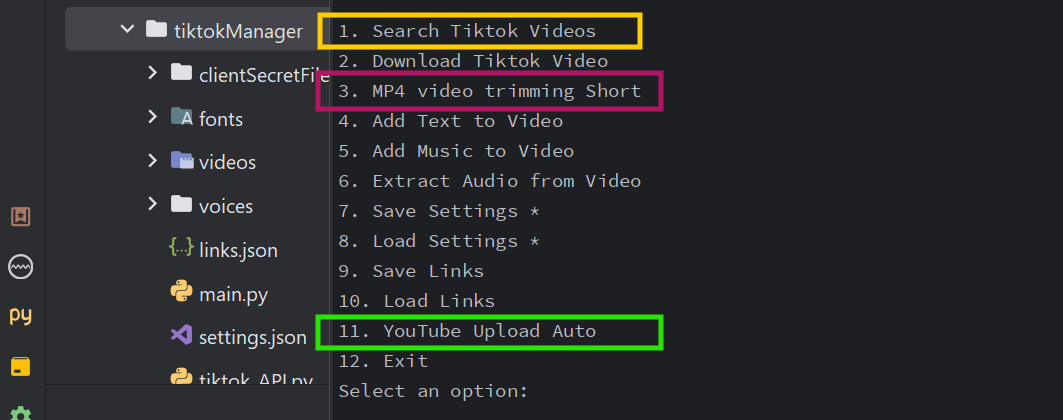 tiktokManager
clientSecretFile
fonts
videos
voices
links.json
main.py
settings.json
tiktok_API.py
py
1. Search Tiktok Videos
2. Download Tiktok Video
3. MP4 video trimming Short
4. Add Text to Video
5. Add Music to Video
6. Extract Audio from Video
7. Save Settings *
8. Load Settings *
9. Save Links
10. Load Links
11. YouTube Upload Auto
12. Exit
Select an option: